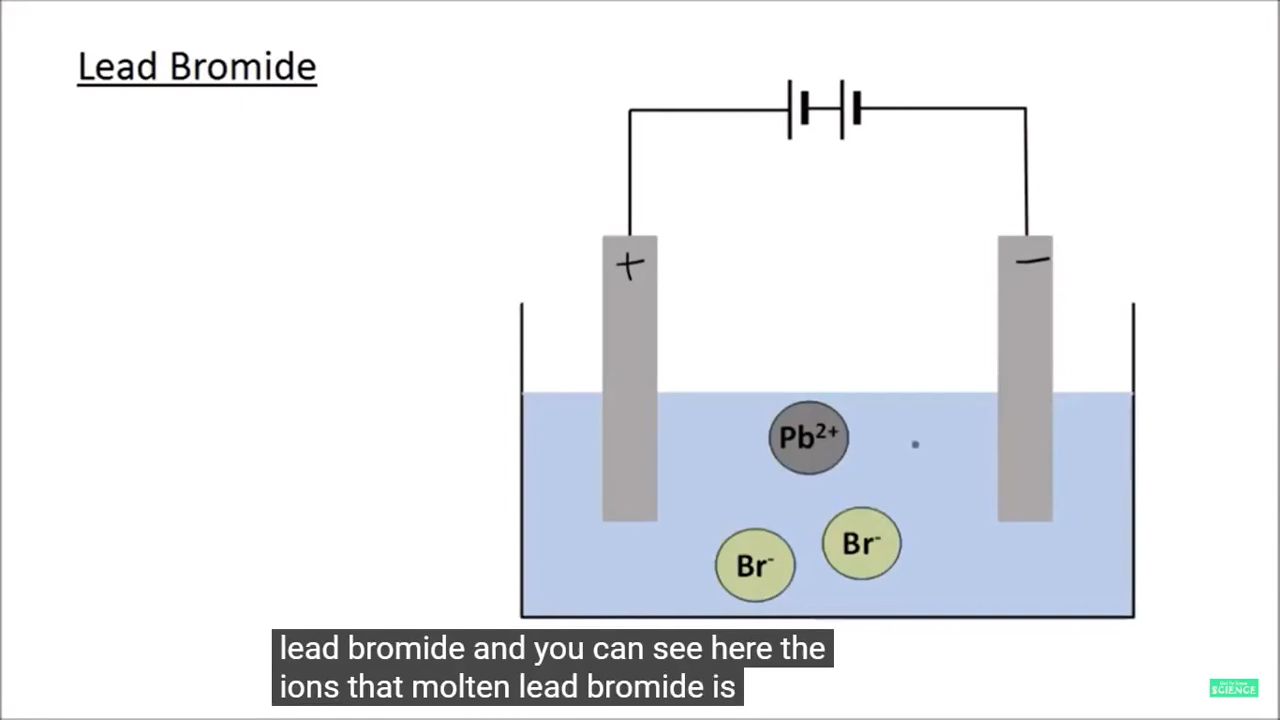 Lead Bromide
+
−
Pb²⁺
Br⁻
Br⁻
lead bromide and you can see here the
ions that molten lead bromide is
SCIENCE